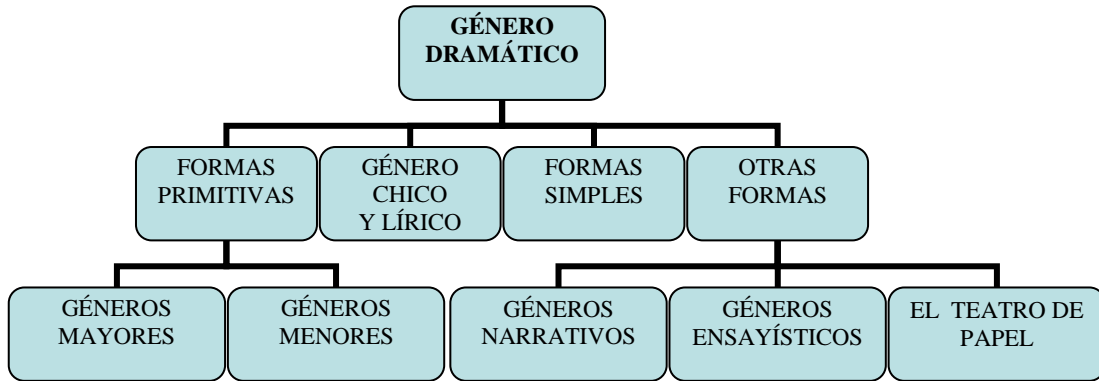 GÉNERO
DRAMÁTICO
FORMAS
PRIMITIVAS
GÉNERO
CHICO
Y LÍRICO
FORMAS
SIMPLES
OTRAS
FORMAS
GÉNEROS
MAYORES
GÉNEROS
MENORES
GÉNEROS
NARRATIVOS
GÉNEROS
ENSAYÍSTICOS
EL TEATRO DE
PAPEL